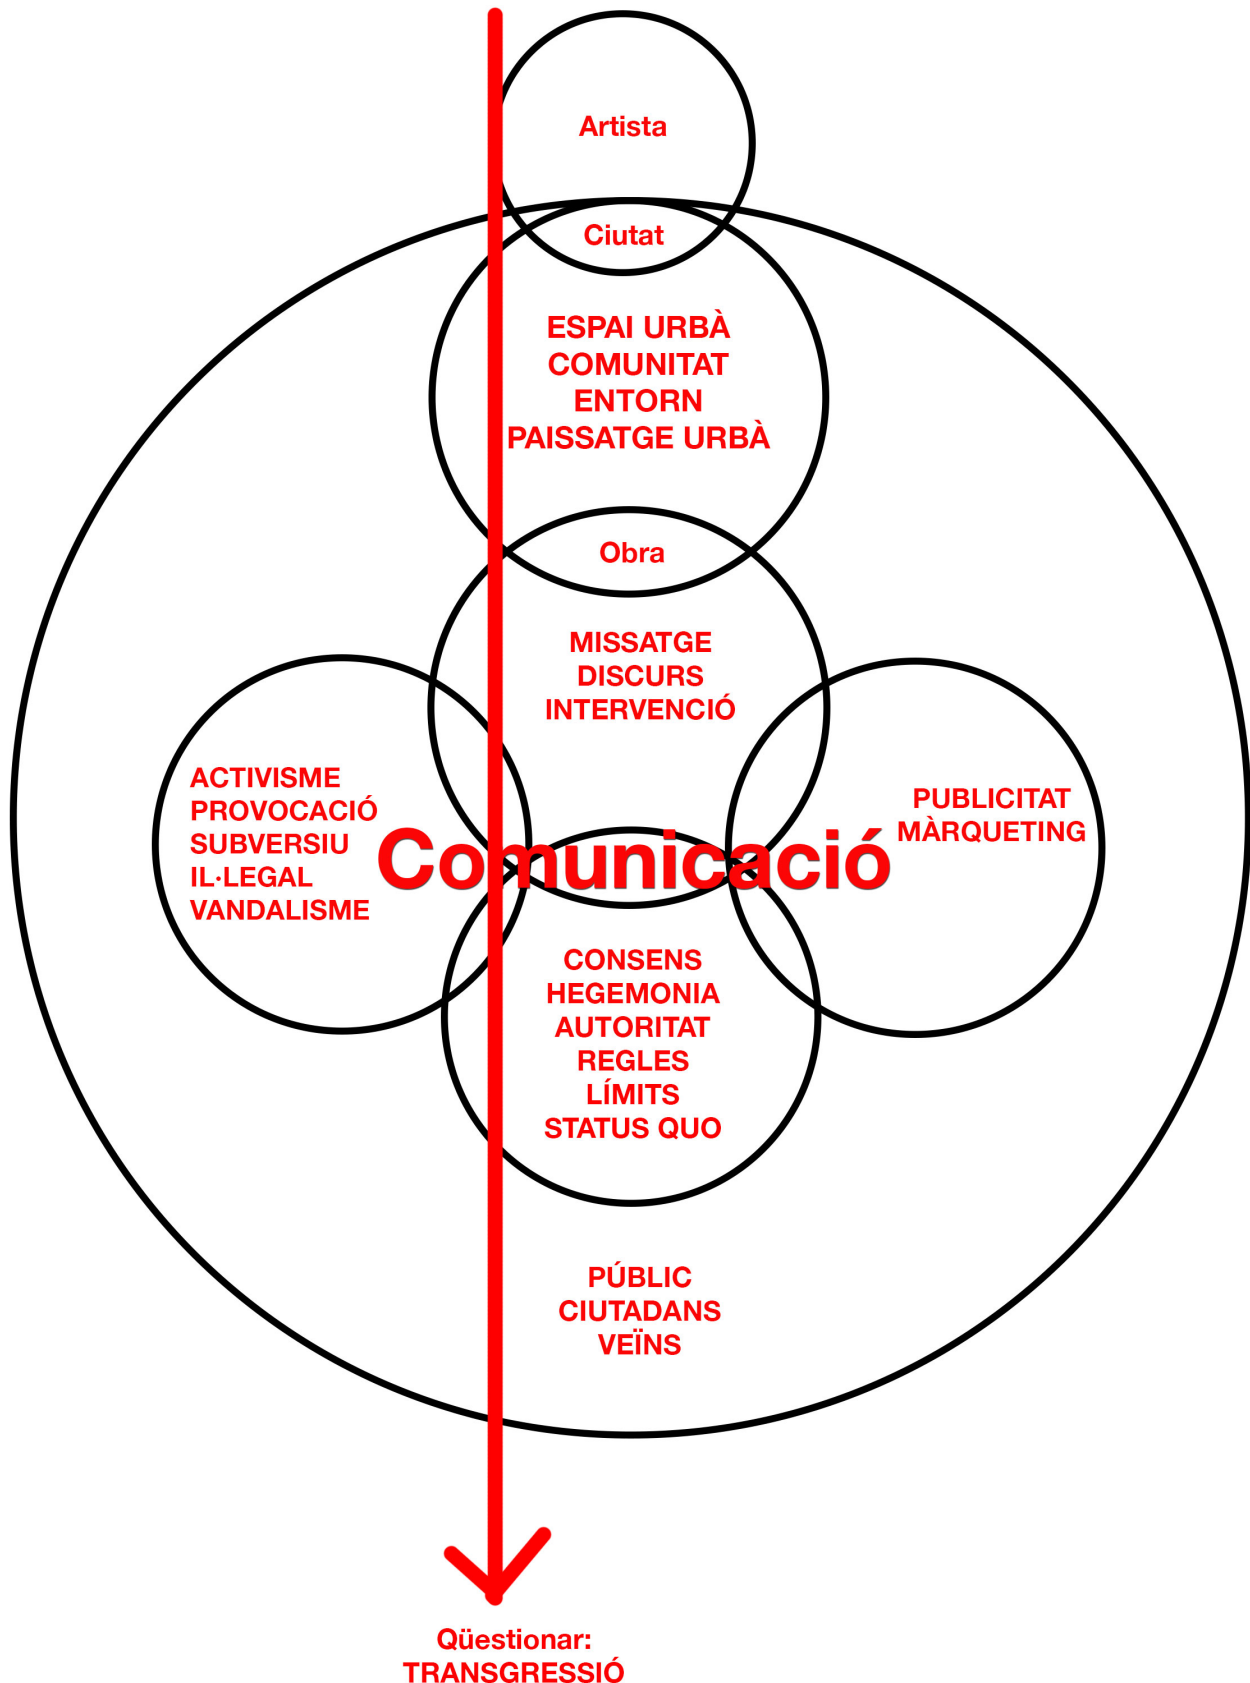 Artista
Ciutat
ESPAI URBÀ
COMUNITAT
ENTORN
PAISSATGE URBÀ
Obra
MISSATGE
DISCURS
INTERVENCIÓ
ACTIVISME
PROVOCACIÓ
SUBVERSIU
IL·LEGAL
VANDALISME
Comunicació
PUBLICITAT
MÀRQUETING
CONSENS
HEGEMONIA
AUTORITAT
REGLES
LÍMITS
STATUS QUO
PÚBLIC
CIUTADANS
VEÏNS
Qüestionar:
TRANSGRESSIÓ